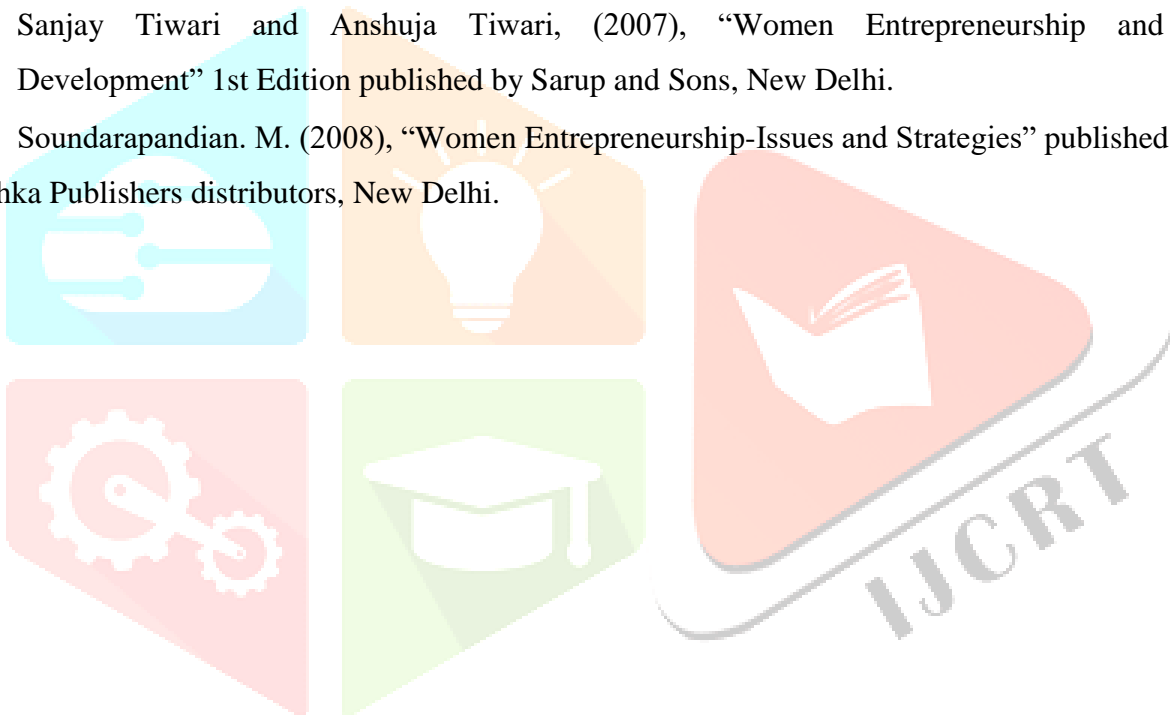 Sanjay Tiwari and Anshuja Tiwari, (2007), “Women Entrepreneurship and
Development” 1st Edition published by Sarup and Sons, New Delhi.
Soundarapandian. M. (2008), “Women Entrepreneurship-Issues and Strategies” published
hka Publishers distributors, New Delhi.
IJCRT